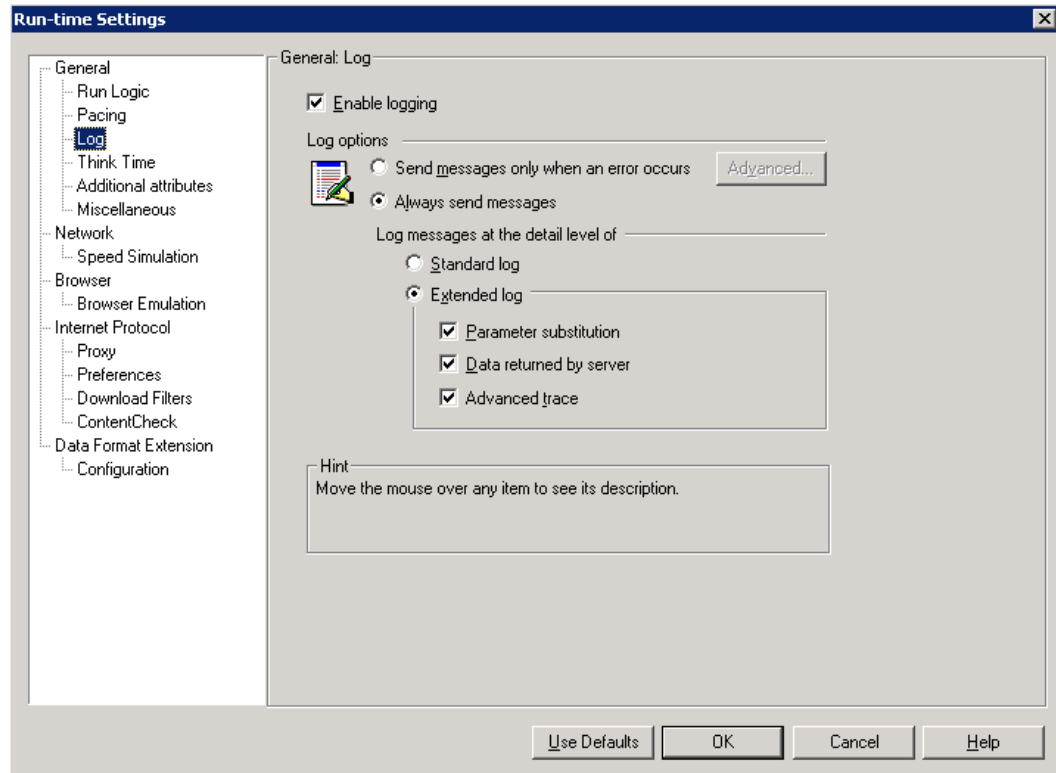 Run-time Settings
General
Run Logic
Pacing
Log
Think Time
Additional attributes
Miscellaneous
Network
Speed Simulation
Browser
Browser Emulation
Internet Protocol
Proxy
Preferences
Download Filters
ContentCheck
Data Format Extension
Configuration
General: Log
Enable logging
Log options
Send messages only when an error occurs
Advanced...
Always send messages
Log messages at the detail level of
Standard log
Extended log
Parameter substitution
Data returned by server
Advanced trace
Hint
Move the mouse over any item to see its description.
Use Defaults
OK
Cancel
Help